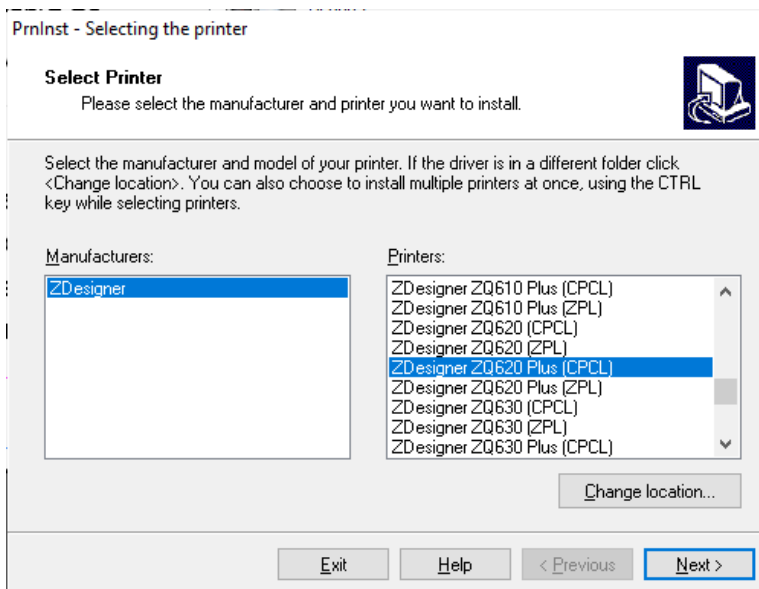 PrnInst - Selecting the printer
Select Printer
Please select the manufacturer and printer you want to install.
Select the manufacturer and model of your printer. If the driver is in a different folder click
<Change location>. You can also choose to install multiple printers at once, using the CTRL
key while selecting printers.
Manufacturers:
ZDesigner
Printers:
ZDesigner ZQ610 Plus (CPCL)
ZDesigner ZQ610 Plus (ZPL)
ZDesigner ZQ620 (CPCL)
ZDesigner ZQ620 (ZPL)
ZDesigner ZQ620 Plus (CPCL)
ZDesigner ZQ620 Plus (ZPL)
ZDesigner ZQ630 (CPCL)
ZDesigner ZQ630 (ZPL)
ZDesigner ZQ630 Plus (CPCL)
Change location...
Exit
Help
< Previous
Next >